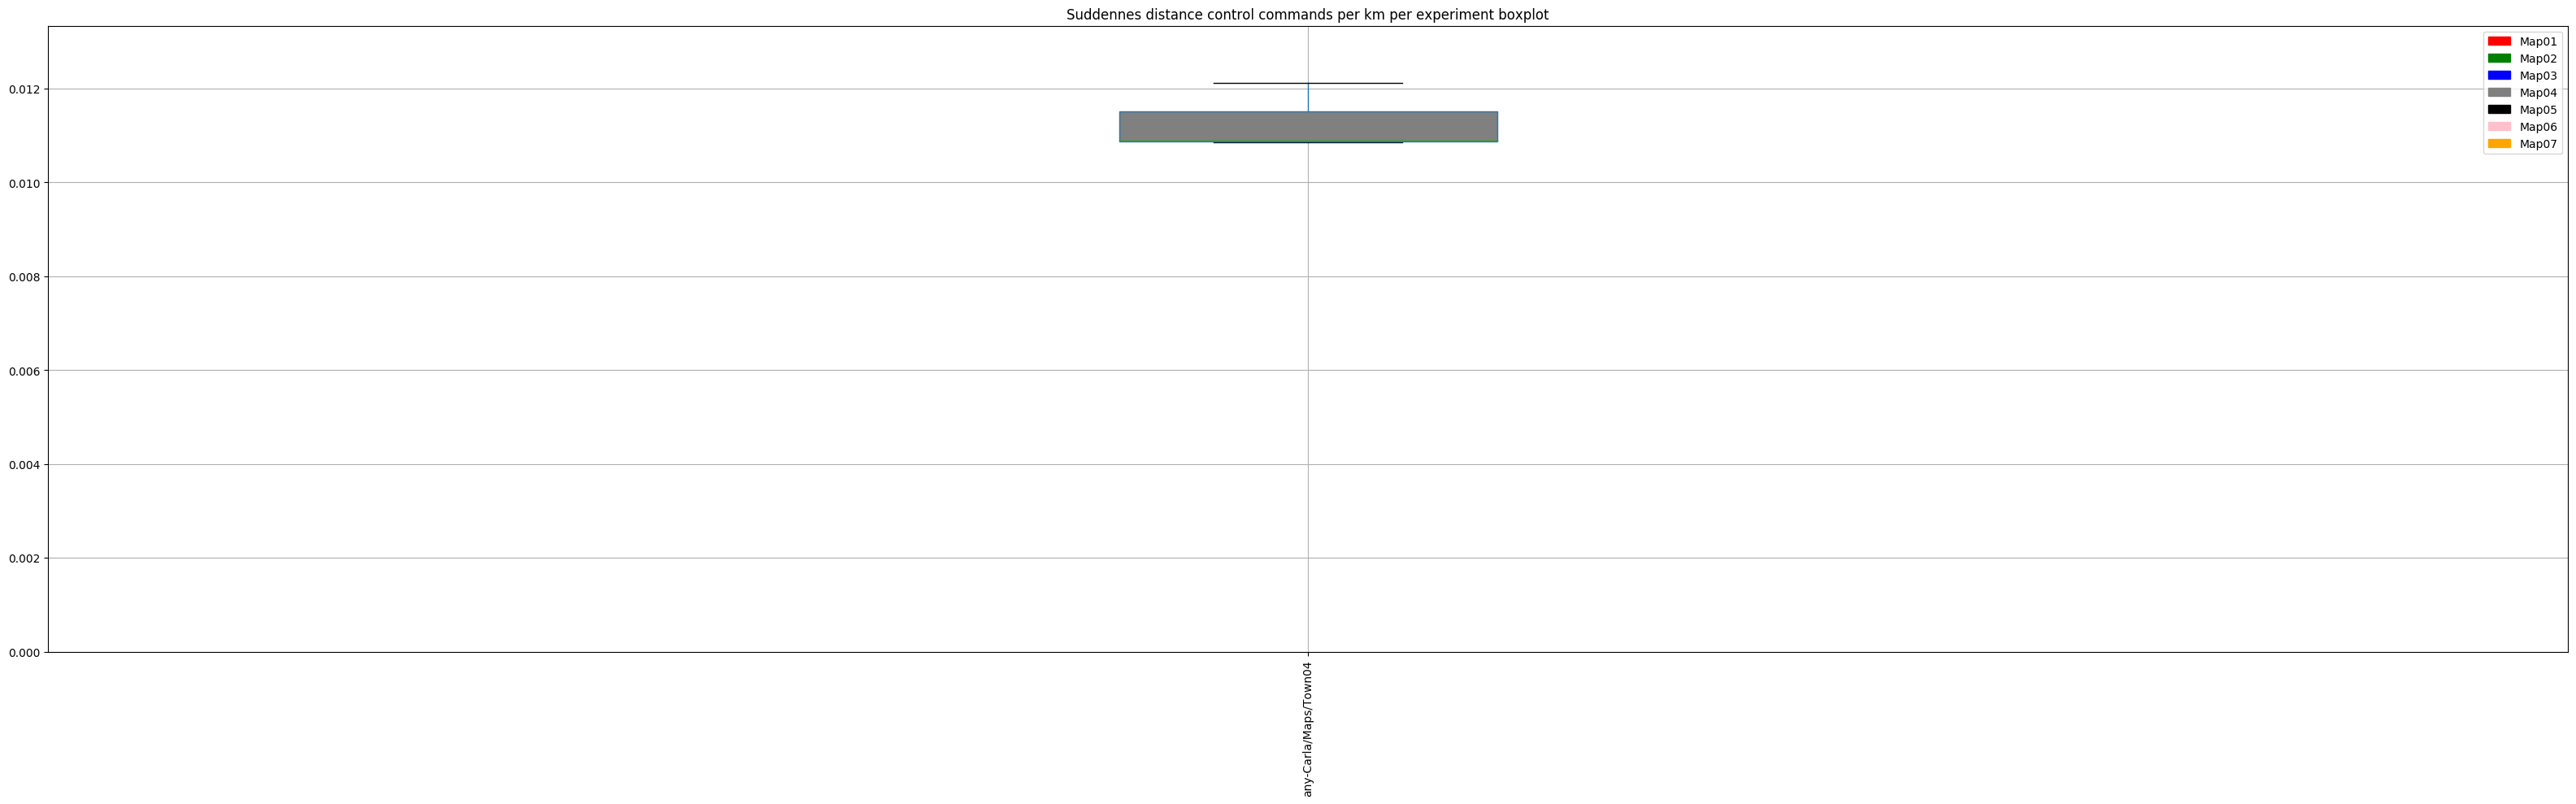 Suddennes distance control commands per km per experiment boxplot
Map01
Map02
Map03
Map04
Map05
Map06
Map07
0.012
0.010
0.008
0.006
0.004
0.002
0.000
any-Carla/Maps/Town04